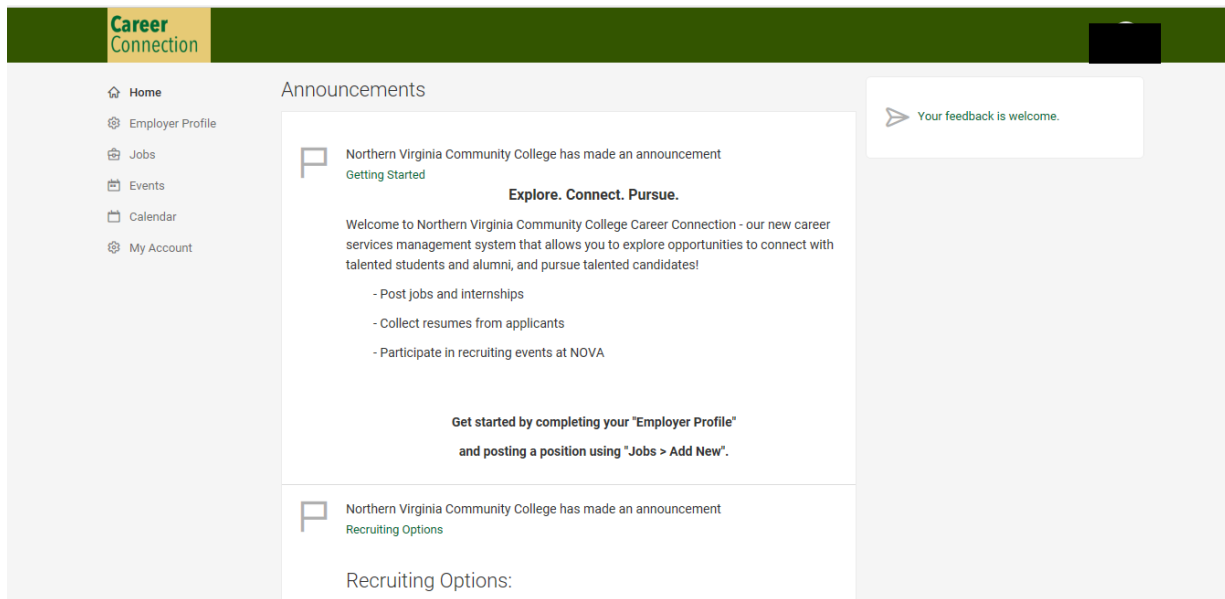 Career
Connection
Home
Employer Profile
Jobs
Events
Calendar
My Account
Announcements
Northern Virginia Community College has made an announcement
Getting Started
Explore. Connect. Pursue.
Welcome to Northern Virginia Community College Career Connection - our new career
services management system that allows you to explore opportunities to connect with
talented students and alumni, and pursue talented candidates!
- Post jobs and internships
- Collect resumes from applicants
- Participate in recruiting events at NOVA
Get started by completing your "Employer Profile"
and posting a position using "Jobs > Add New".
Northern Virginia Community College has made an announcement
Recruiting Options
Recruiting Options:
Your feedback is welcome.